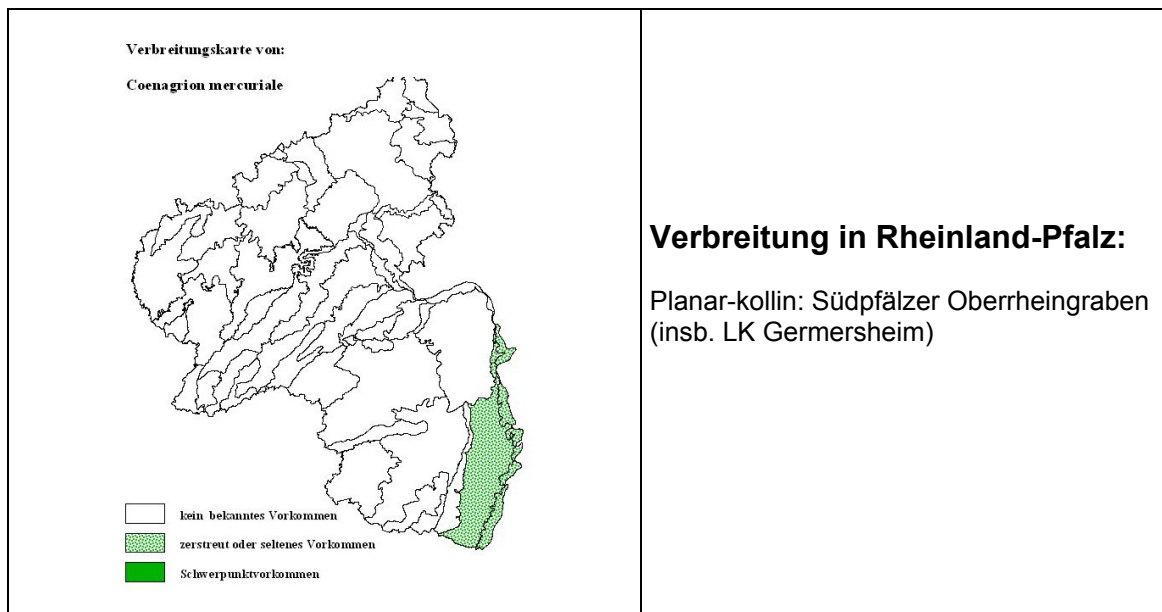 Verbreitungskarte von:
Coenagrion mercuriale
kein bekanntes Vorkommen
zerstreut oder seltenes Vorkommen
Schwerpunktvorkommen
Verbreitung in Rheinland-Pfalz:
Planar-kollin: Südpfälzer Oberrheingraben
(insb. LK Germersheim)